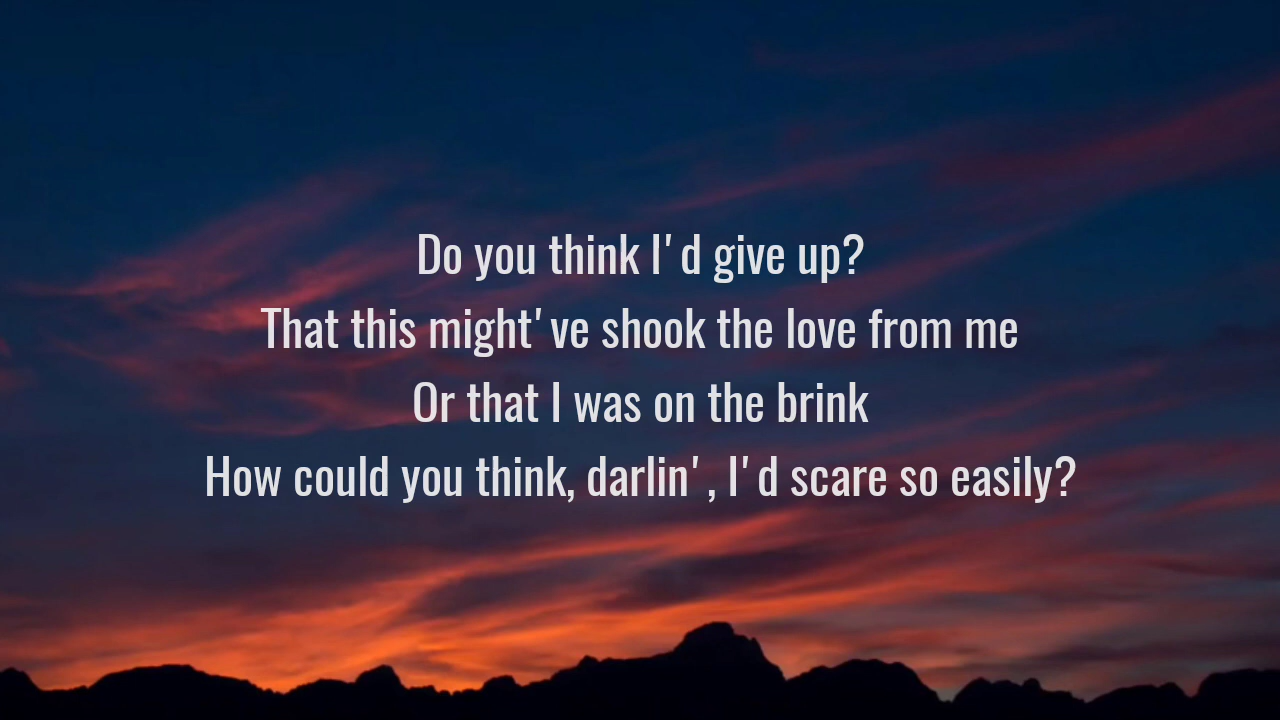 Do you think I'd give up?
That this might've shook the love from me
Or that I was on the brink
How could you think, darlin', I'd scare so easily?